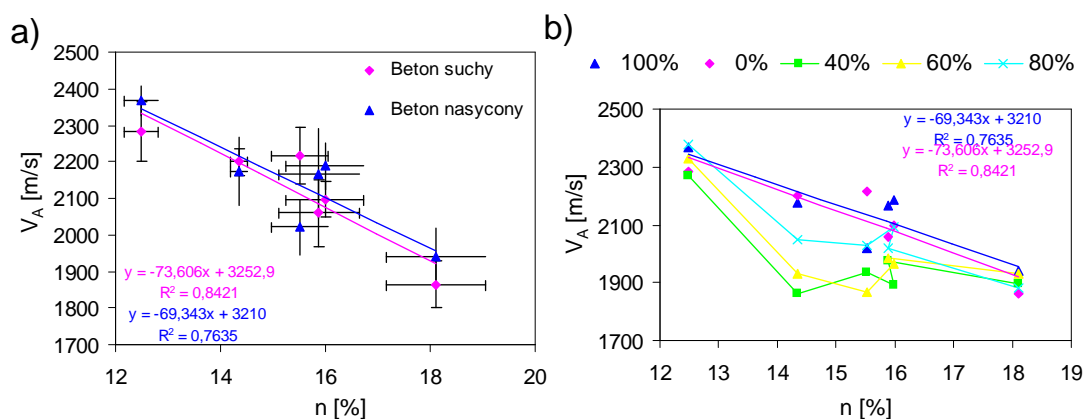 a)
2500
2400
2300
2200
2100
2000
1900
1800
1700
V_A [m/s]
Beton suchy
Beton nasycony
y = -73,606x + 3252,9
R² = 0,8421
y = -69,343x + 3210
R² = 0,7635
12 14 16 18 20
n [%]
b)
100% 0% 40% 60% 80%
2500
2300
2100
1900
1700
V_A [m/s]
y = -69,343x + 3210
R² = 0,7635
y = -73,606x + 3252,9
R² = 0,8421
12 13 14 15 16 17 18 19
n [%]